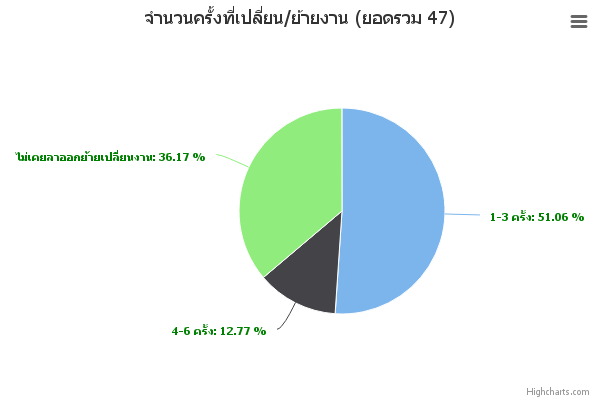 จำนวนครั้งที่เปลี่ยน/ย้ายงาน (ยอดรวม 47)
ไม่เคยลาออกย้ายเปลี่ยนงาน: 36.17 %
1-3 ครั้ง: 51.06 %
4-6 ครั้ง: 12.77 %
Highcharts.com